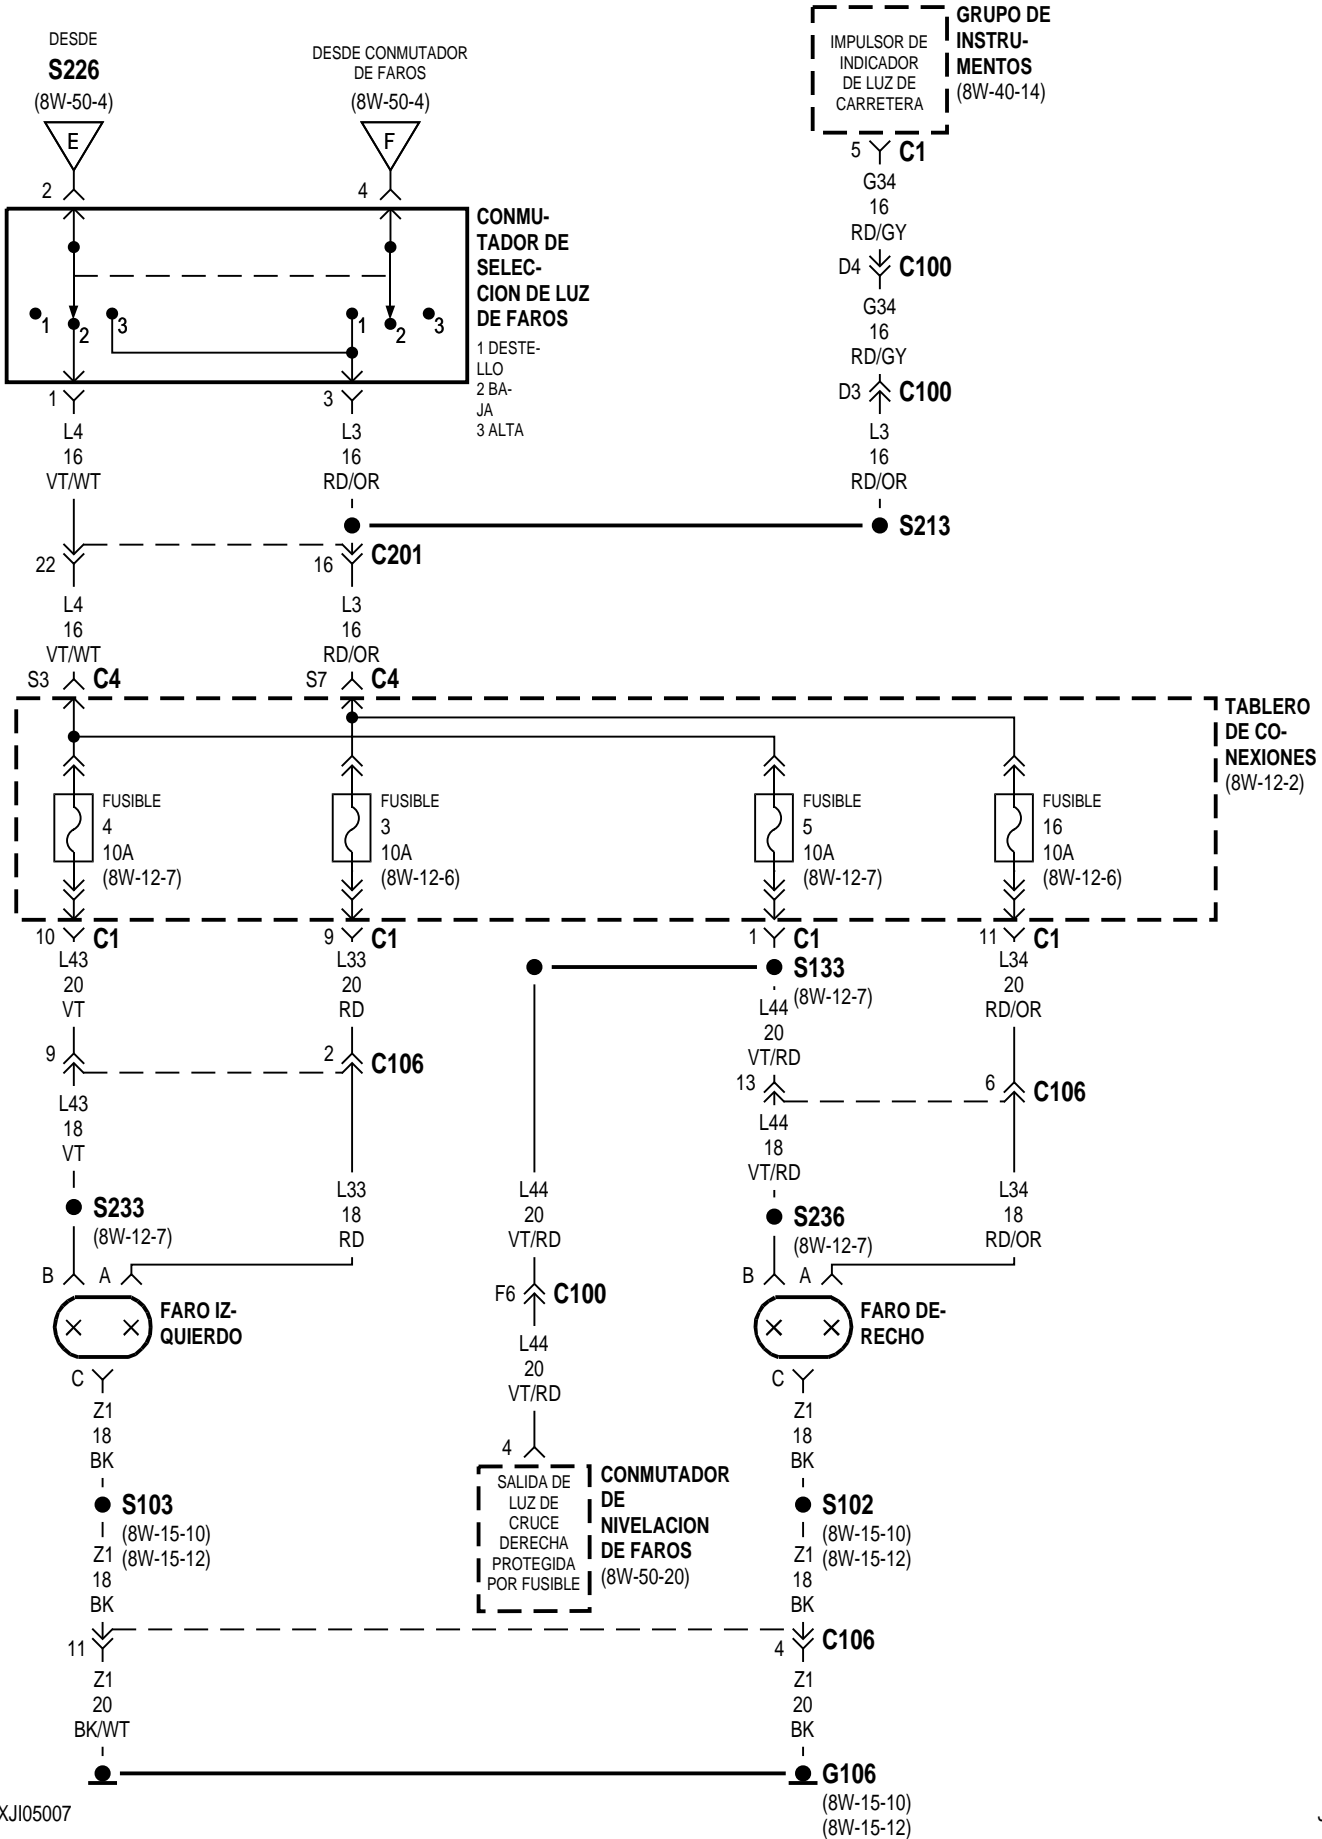 DESDE
S226
(8W-50-4)
E
DESDE CONMUTADOR
DE FAROS
(8W-50-4)
F
IMPULSOR DE
INDICADOR
DE LUZ DE
CARRETERA
GRUPO DE
INSTRU-
MENTOS
(8W-40-14)
5 C1
G34
16
RD/GY
D4 C100
G34
16
RD/GY
D3 C100
L3
16
RD/OR
S213
2
4
CONMU-
TADOR DE
SELEC-
CION DE LUZ
DE FAROS
1 DESTE-
LLO
2 BA-
JA
3 ALTA
1
2
3
1
2
3
1
L4
16
VT/WT
3
L3
16
RD/OR
22
16 C201
L4
16
VT/WT
L3
16
RD/OR
S3 C4
S7 C4
TABLERO
DE CO-
NEXIONES
(8W-12-2)
FUSIBLE
4
10A
(8W-12-7)
FUSIBLE
3
10A
(8W-12-6)
FUSIBLE
5
10A
(8W-12-7)
FUSIBLE
16
10A
(8W-12-6)
10 C1
L43
20
VT
9 C1
L33
20
RD
1 C1
S133
(8W-12-7)
L44
20
VT/RD
11 C1
L34
20
RD/OR
9
2 C106
13
6 C106
L43
18
VT
L44
18
VT/RD
S233
(8W-12-7)
L33
18
RD
L44
20
VT/RD
S236
(8W-12-7)
L34
18
RD/OR
B A
FARO IZ-
QUIERDO
F6 C100
B A
FARO DE-
RECHO
L44
20
VT/RD
C
Z1
18
BK
C
Z1
18
BK
4
SALIDA DE
LUZ DE
CRUCE
DERECHA
PROTEGIDA
POR FUSIBLE
CONMUTADOR
DE
NIVELACION
DE FAROS
(8W-50-20)
S103
(8W-15-10)
(8W-15-12)
Z1
18
BK
S102
(8W-15-10)
(8W-15-12)
Z1
18
BK
11
4 C106
Z1
20
BK/WT
Z1
20
BK
G106
(8W-15-10)
(8W-15-12)
XJI05007